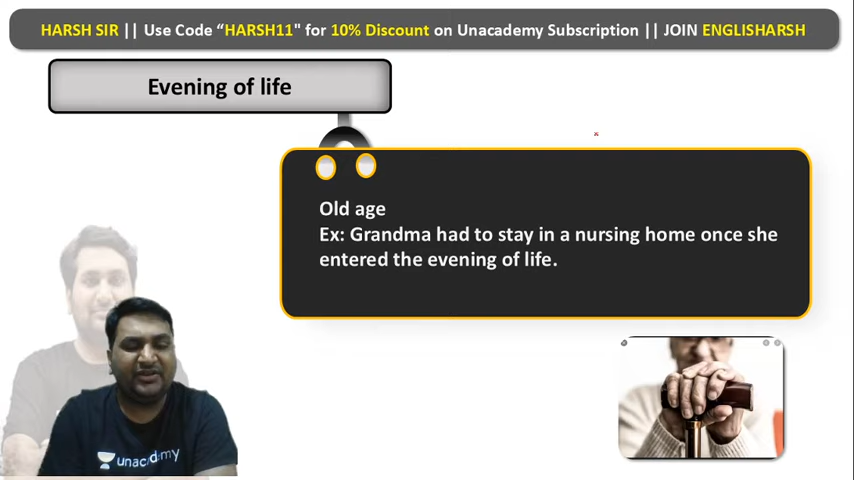 HARSH SIR || Use Code “HARSH11" for 10% Discount on Unacademy Subscription || JOIN ENGLISHARSH
Evening of life
Old age
Ex: Grandma had to stay in a nursing home once she
entered the evening of life.
unacademy